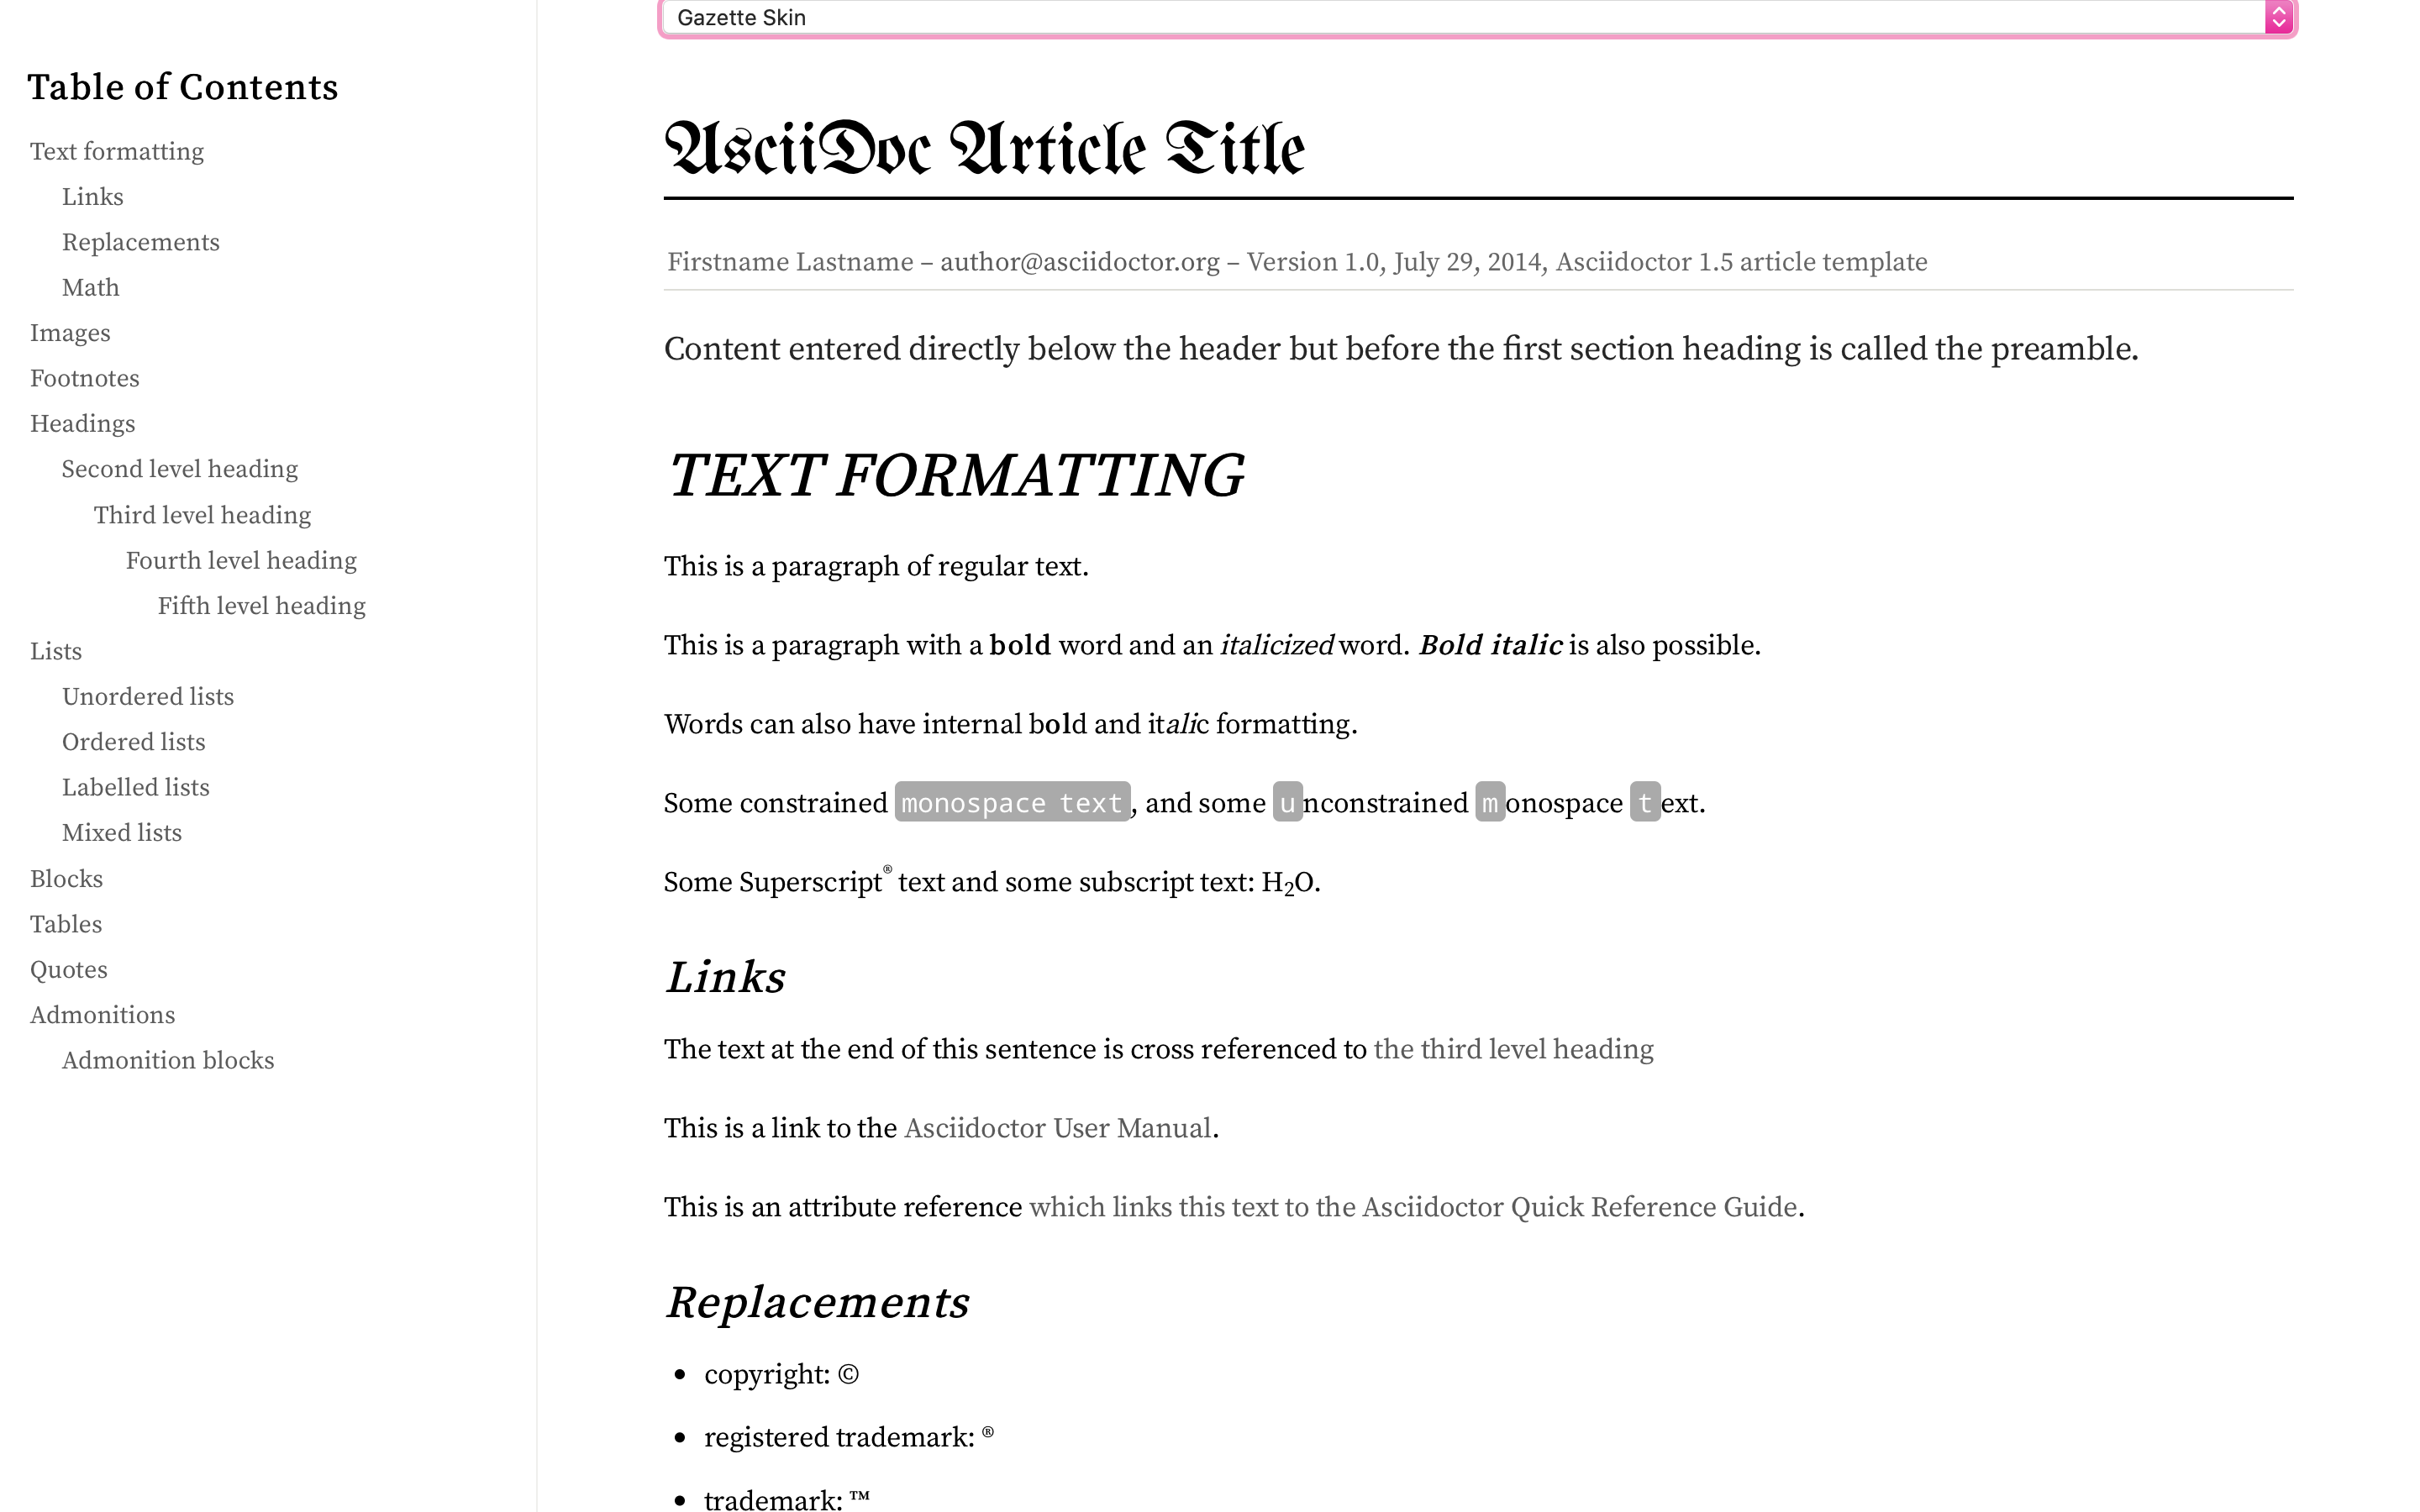 Gazette Skin
Table of Contents
Text formatting
Links
Replacements
Math
Images
Footnotes
Headings
Second level heading
Third level heading
Fourth level heading
Fifth level heading
Lists
Unordered lists
Ordered lists
Labelled lists
Mixed lists
Blocks
Tables
Quotes
Admonitions
Admonition blocks
AsciiDoc Article Title
Firstname Lastname – author@asciidoctor.org – Version 1.0, July 29, 2014, Asciidoctor 1.5 article template
Content entered directly below the header but before the first section heading is called the preamble.
TEXT FORMATTING
This is a paragraph of regular text.
This is a paragraph with a bold word and an italicized word. Bold italic is also possible.
Words can also have internal bold and italic formatting.
Some constrained monospace text, and some unconstrained monospace text.
Some Superscript® text and some subscript text: H₂O.
Links
The text at the end of this sentence is cross referenced to the third level heading
This is a link to the Asciidoctor User Manual.
This is an attribute reference which links this text to the Asciidoctor Quick Reference Guide.
Replacements
• copyright: ©
• registered trademark: ®
• trademark: ™